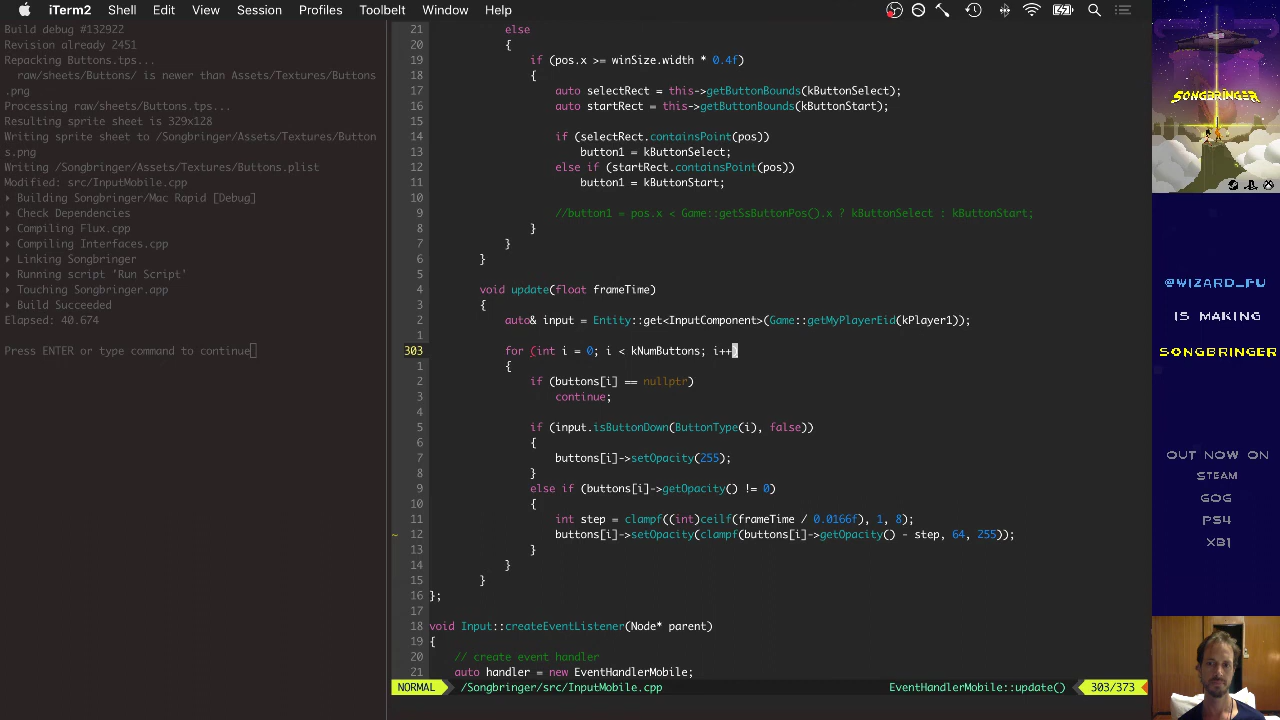 iTerm2 Shell Edit View Session Profiles Toolbelt Window Help
Build debug #132922
Revision already 2451
Repacking Buttons.tps...
raw/sheets/Buttons/ is newer than Assets/Textures/Buttons
.png
Processing raw/sheets/Buttons.tps...
Resulting sprite sheet is 329x128
Writing sprite sheet to /Songbringer/Assets/Textures/Button
s.png
Writing /Songbringer/Assets/Textures/Buttons.plist
Modified: src/InputMobile.cpp
Building Songbringer/Mac Rapid [Debug]
Check Dependencies
Compiling Flux.cpp
Compiling Interfaces.cpp
Linking Songbringer
Running script 'Run Script'
Touching Songbringer.app
Build Succeeded
Elapsed: 40.674
Press ENTER or type command to continue
21 else
20 {
19 if (pos.x >= winSize.width * 0.4f)
18 {
17 auto selectRect = this->getButtonBounds(kButtonSelect);
16 auto startRect = this->getButtonBounds(kButtonStart);
15
14 if (selectRect.containsPoint(pos))
13 button1 = kButtonSelect;
12 else if (startRect.containsPoint(pos))
11 button1 = kButtonStart;
10
9 //button1 = pos.x < Game::getSsButtonPos().x ? kButtonSelect : kButtonStart;
8 }
7 }
6 }
5
4 void update(float frameTime)
3 {
2 auto& input = Entity::get<InputComponent>(Game::getMyPlayerEid(kPlayer1));
1
303 for (int i = 0; i < kNumButtons; i++)
1 {
2 if (buttons[i] == nullptr)
3 continue;
4
5 if (input.isButtonDown(ButtonType(i), false))
6 {
7 buttons[i]->setOpacity(255);
8 }
9 else if (buttons[i]->getOpacity() != 0)
10 {
11 int step = clampf((int)ceilf(frameTime / 0.0166f), 1, 8);
~ 12 buttons[i]->setOpacity(clampf(buttons[i]->getOpacity() - step, 64, 255));
13 }
14 }
15 }
16 };
17
18 void Input::createEventListener(Node* parent)
19 {
20 // create event handler
21 auto handler = new EventHandlerMobile;
NORMAL /Songbringer/src/InputMobile.cpp EventHandlerMobile::update() 303/373
SONGBRINGER
@WIZARD_FU
IS MAKING
SONGBRINGER
OUT NOW ON
STEAM
GOG
PS4
XB1